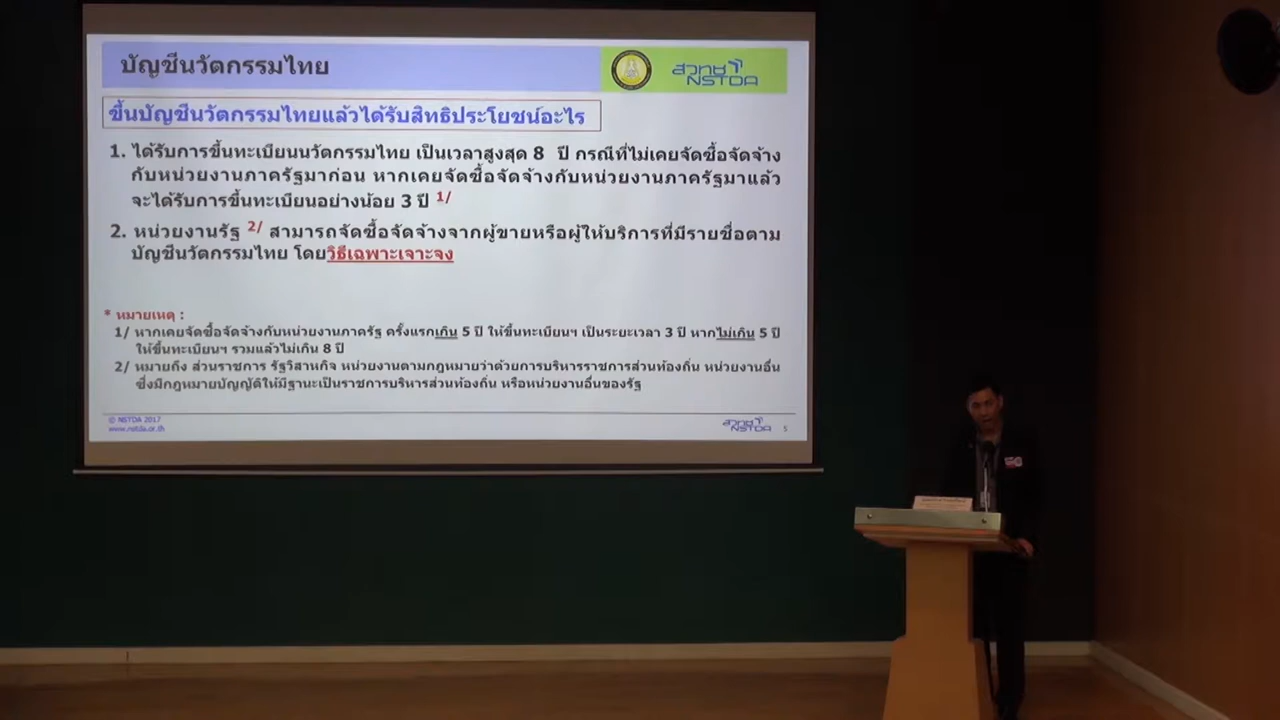 บัญชีนวัตกรรมไทย
สวทช
NSTDA
ขึ้นบัญชีนวัตกรรมไทยแล้วได้รับสิทธิประโยชน์อะไร
1. ได้รับการขึ้นทะเบียนนวัตกรรมไทย เป็นเวลาสูงสุด 8 ปี กรณีที่ไม่เคยจัดซื้อจัดจ้าง
กับหน่วยงานภาครัฐมาก่อน หากเคยจัดซื้อจัดจ้างกับหน่วยงานภาครัฐมาแล้ว
จะได้รับการขึ้นทะเบียนอย่างน้อย 3 ปี 1/
2. หน่วยงานรัฐ 2/ สามารถจัดซื้อจัดจ้างจากผู้ขายหรือผู้ให้บริการที่มีรายชื่อตาม
บัญชีนวัตกรรมไทย โดยวิธีเฉพาะเจาะจง
* หมายเหตุ :
1/ หากเคยจัดซื้อจัดจ้างกับหน่วยงานภาครัฐ ครั้งแรกเกิน 5 ปี ให้ขึ้นทะเบียนฯ เป็นระยะเวลา 3 ปี หากไม่เกิน 5 ปี
ให้ขึ้นทะเบียนฯ รวมแล้วไม่เกิน 8 ปี
2/ หมายถึง ส่วนราชการ รัฐวิสาหกิจ หน่วยงานตามกฎหมายว่าด้วยการบริหารราชการส่วนท้องถิ่น หน่วยงานอื่น
ซึ่งมีกฎหมายบัญญัติให้มีฐานะเป็นราชการบริหารส่วนท้องถิ่น หรือหน่วยงานอื่นของรัฐ
© NSTDA 2017
www.nstda.or.th
สวทช
NSTDA
5